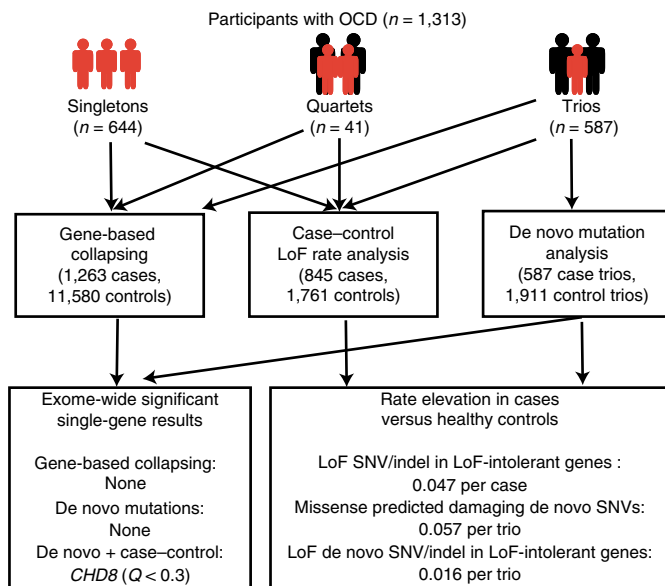 Participants with OCD (n = 1,313)
Singletons
(n = 644)
Quartets
(n = 41)
Trios
(n = 587)
Gene-based
collapsing
(1,263 cases,
11,580 controls)
Case–control
LoF rate analysis
(845 cases,
1,761 controls)
De novo mutation
analysis
(587 case trios,
1,911 control trios)
Exome-wide significant
single-gene results
Gene-based collapsing:
None
De novo mutations:
None
De novo + case–control:
CHD8 (Q < 0.3)
Rate elevation in cases
versus healthy controls
LoF SNV/indel in LoF-intolerant genes :
0.047 per case
Missense predicted damaging de novo SNVs:
0.057 per trio
LoF de novo SNV/indel in LoF-intolerant genes:
0.016 per trio